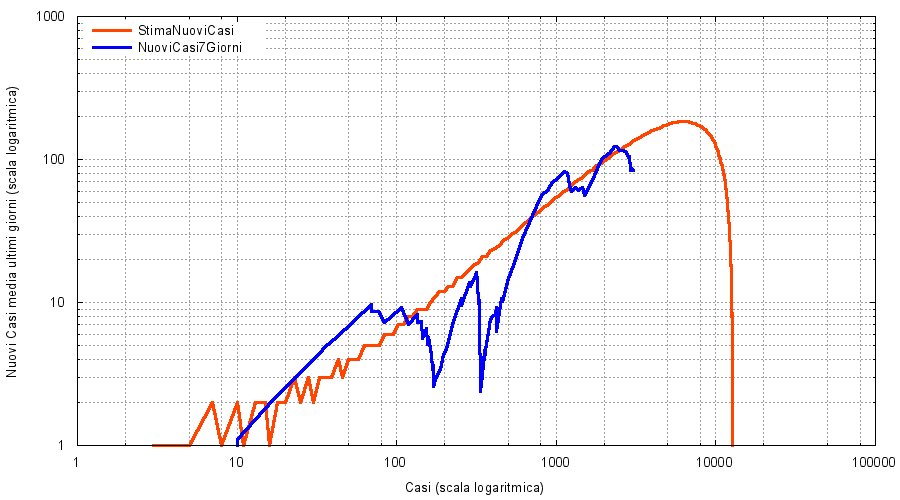 1000
StimaNuoviCasi
NuoviCasi7Giorni
100
10
1
Nuovi Casi media ultimi giorni (scala logaritmica)
1 10 100 1000 10000 100000
Casi (scala logaritmica)